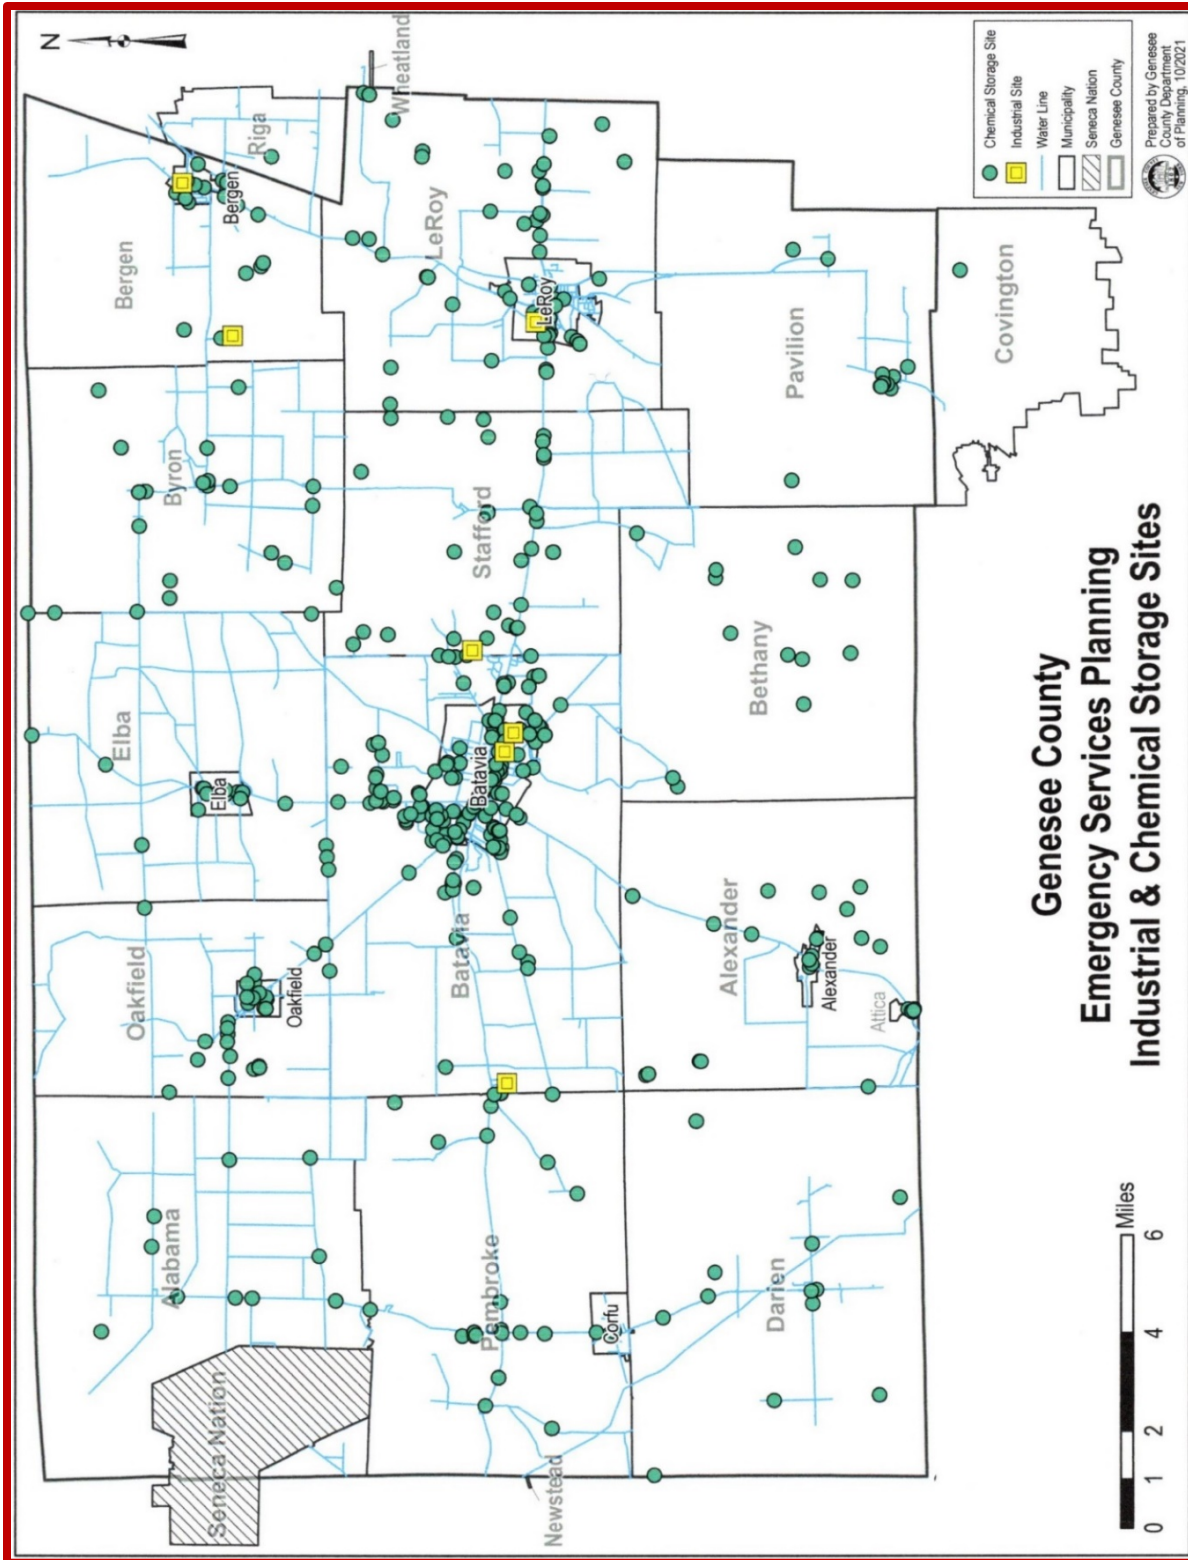 Genesee County
Emergency Services Planning
Industrial & Chemical Storage Sites
N
Seneca Nation
Alabama
Oakfield
Oakfield
Elba
Elba
Byron
Bergen
Bergen
Riga
Wheatland
LeRoy
LeRoy
Stafford
Batavia
Batavia
Pembroke
Corfu
Newstead
Darien
Alexander
Alexander
Attica
Bethany
Pavilion
Covington
0 1 2 4 6 Miles
Chemical Storage Site
Industrial Site
Water Line
Municipality
Seneca Nation
Genesee County
Prepared by Genesee
County Department
of Planning, 10/2021